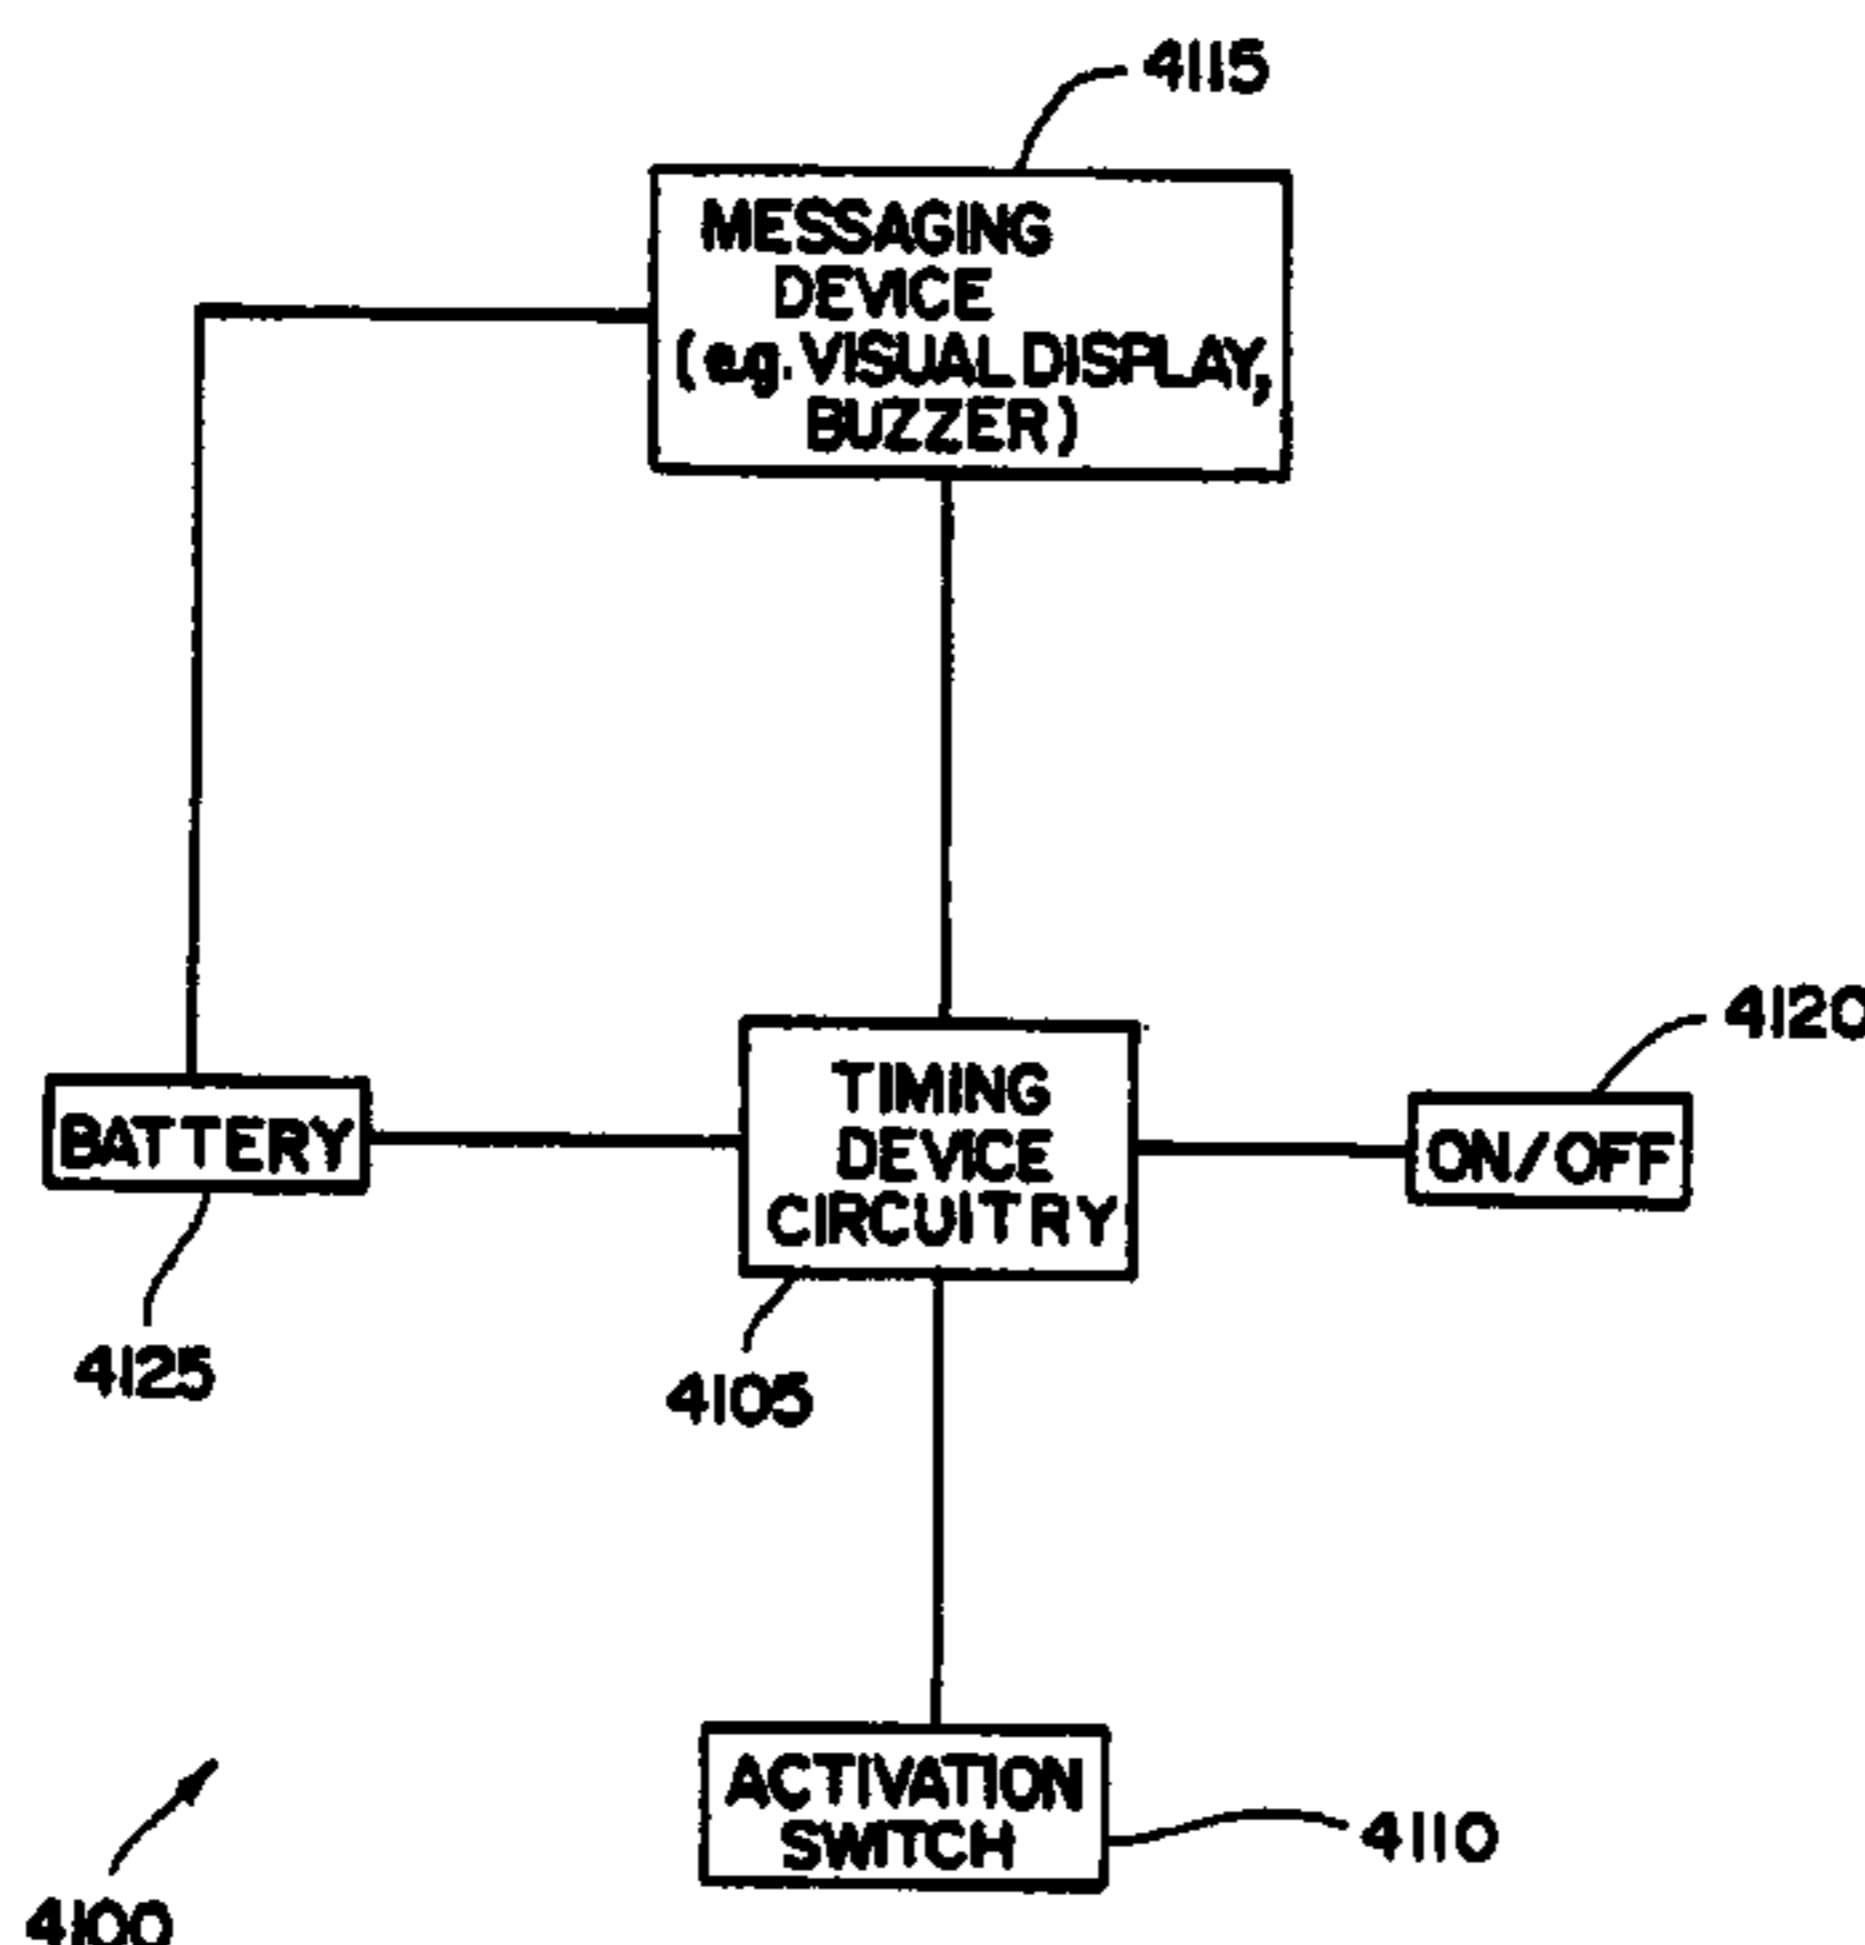 4115
MESSAGING
DEVICE
(e.g. VISUAL DISPLAY,
BUZZER)
4120
BATTERY
TIMING
DEVICE
CIRCUITRY
ON/OFF
4125
4105
ACTIVATION
SWITCH
4110
4100